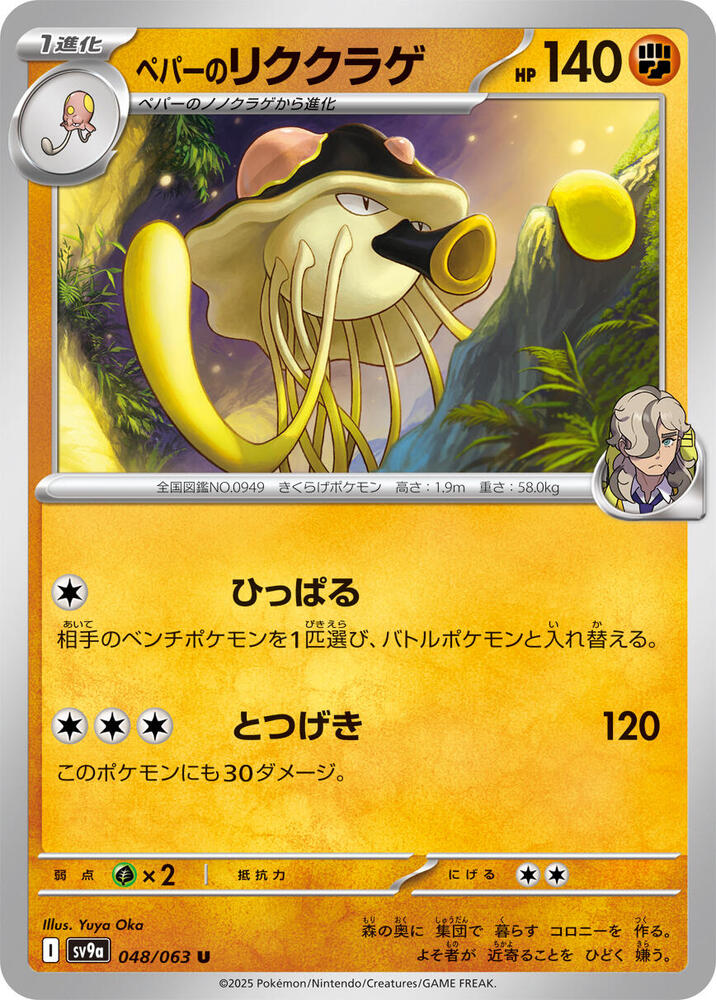 1進化
ペパーのリククラゲ
HP 140
ペパーのノノクラゲから進化
全国図鑑NO.0949 きくらげポケモン 高さ：1.9m 重さ：58.0kg
ひっぱる
相手のベンチポケモンを1匹選び、バトルポケモンと入れ替える。
とつげき 120
このポケモンにも30ダメージ。
弱点 ×2 抵抗力 にげる
Illus. Yuya Oka
I sv9a 048/063 U
森の奥に 集団で 暮らす コロニーを 作る。
よそ者が 近寄ることを ひどく 嫌う。
©2025 Pokémon/Nintendo/Creatures/GAME FREAK.